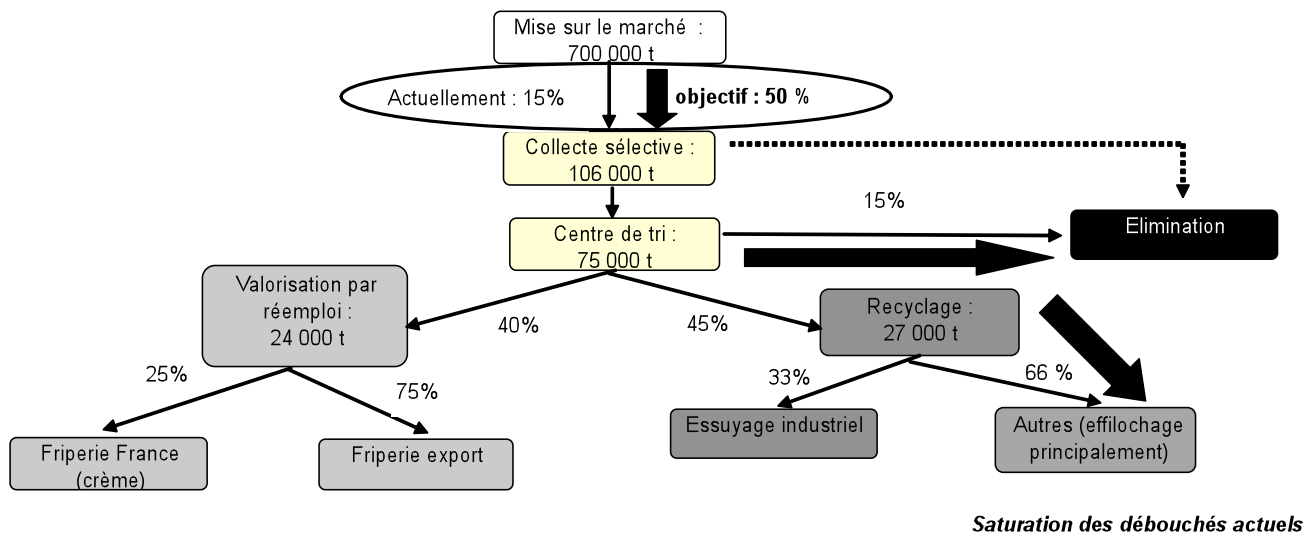 Mise sur le marché :
700 000 t
Actuellement : 15%
objectif : 50 %
Collecte sélective :
106 000 t
15%
Elimination
Centre de tri :
75 000 t
Valorisation par
réemploi :
24 000 t
40%
45%
Recyclage :
27 000 t
25%
75%
33%
66 %
Friperie France
(crème)
Friperie export
Essuyage industriel
Autres (effilochage
principalement)
Saturation des débouchés actuels